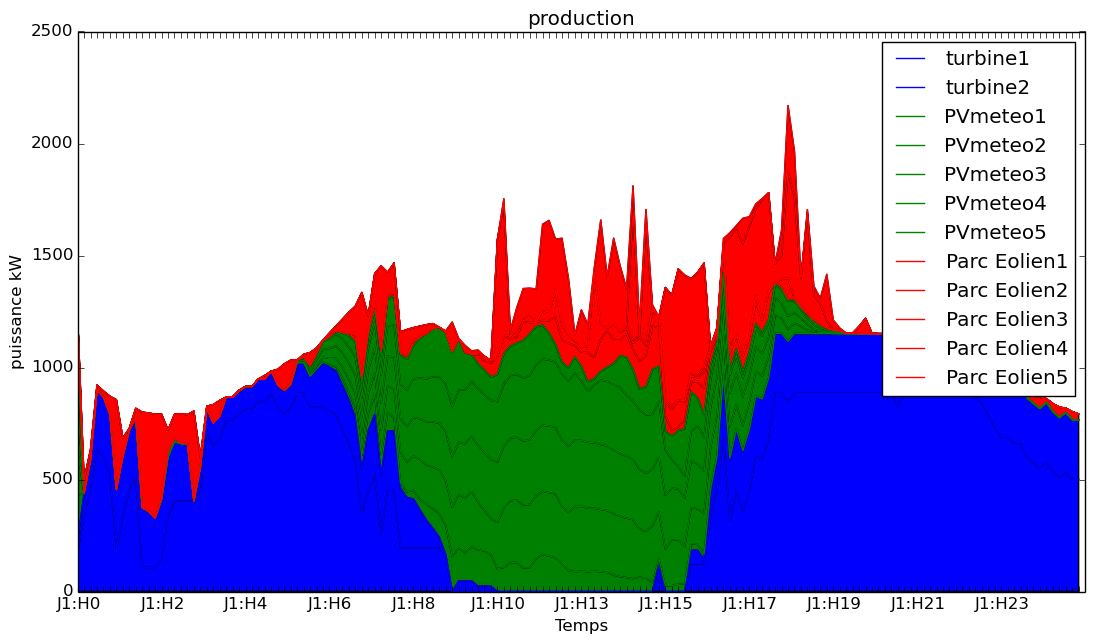 production
puissance kW
2500
2000
1500
1000
500
0
turbine1
turbine2
PVmeteo1
PVmeteo2
PVmeteo3
PVmeteo4
PVmeteo5
Parc Eolien1
Parc Eolien2
Parc Eolien3
Parc Eolien4
Parc Eolien5
J1:H0 J1:H2 J1:H4 J1:H6 J1:H8 J1:H10 J1:H13 J1:H15 J1:H17 J1:H19 J1:H21 J1:H23
Temps